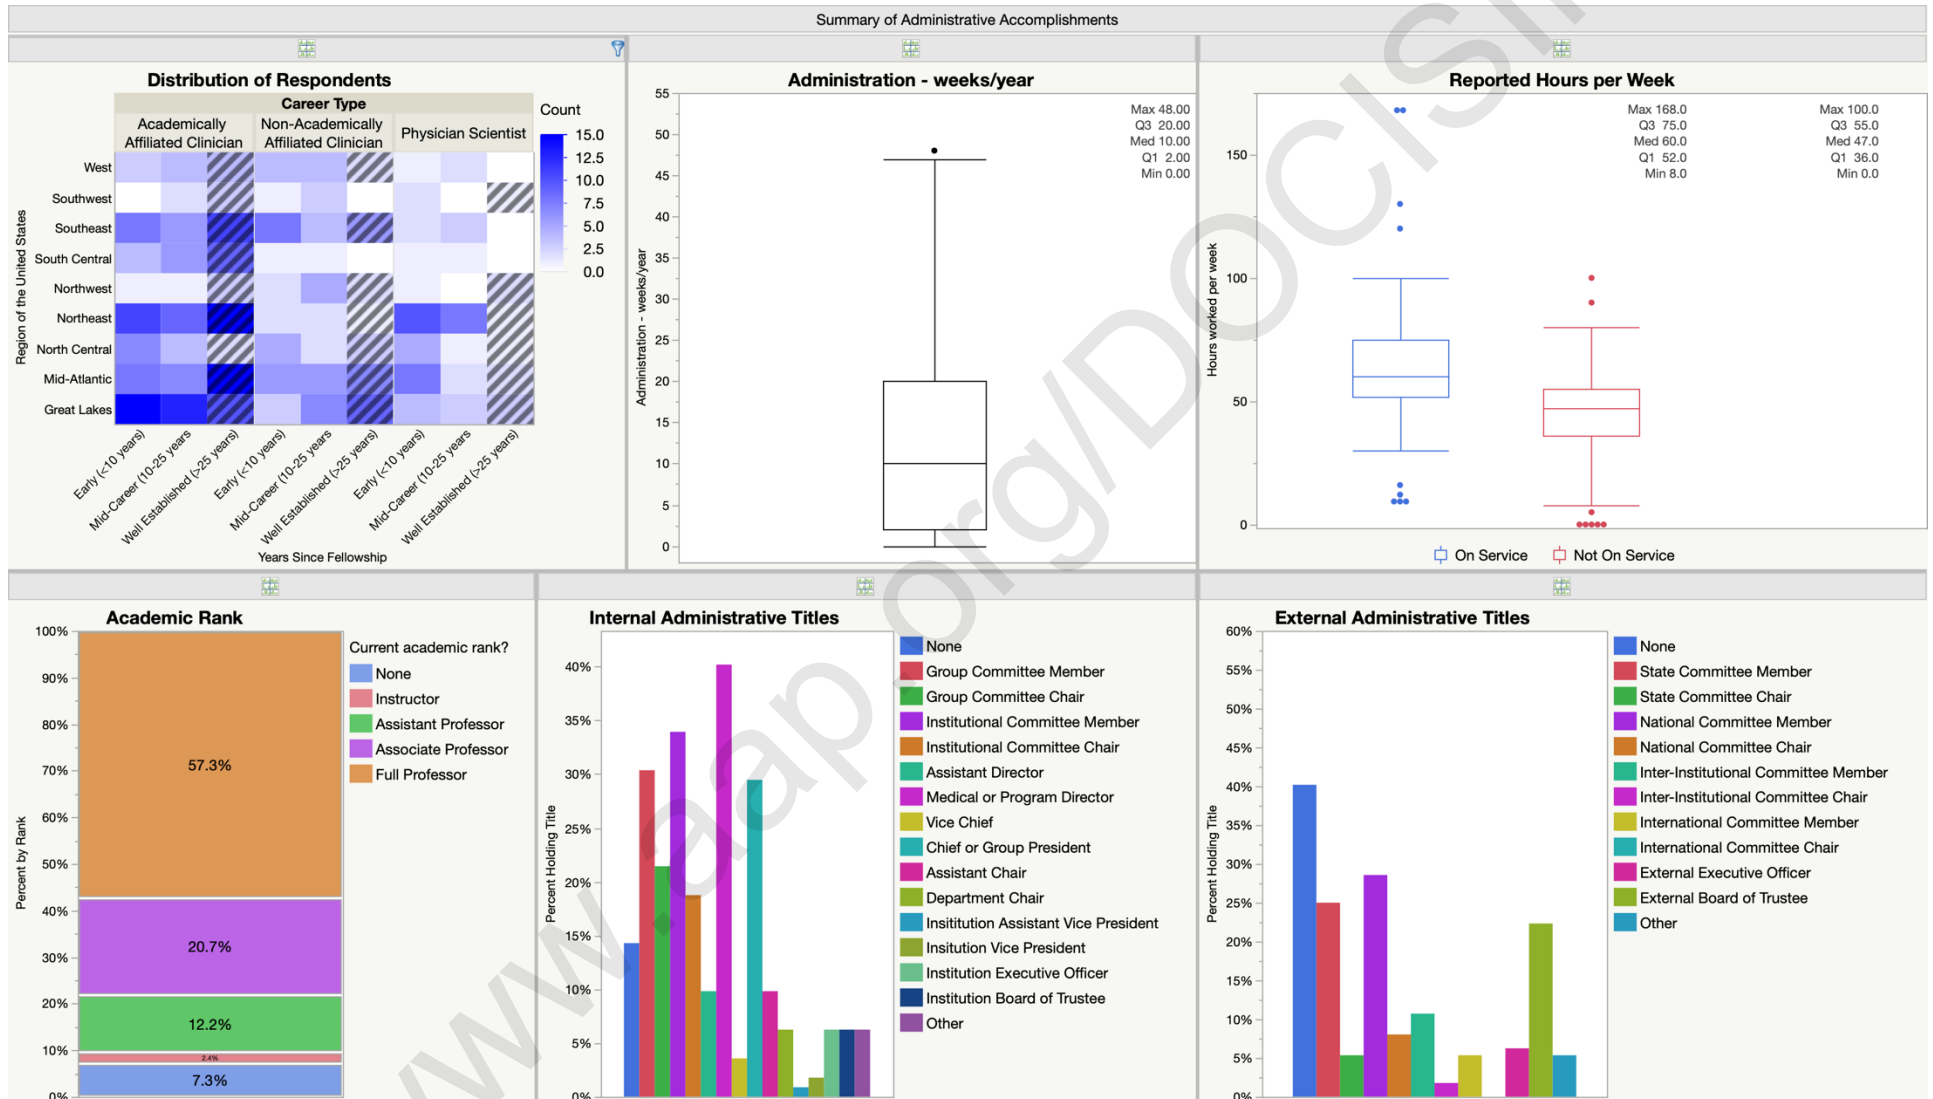 Summary of Administrative Accomplishments
Distribution of Respondents
Career Type
Academically Affiliated Clinician
Non-Academically Affiliated Clinician
Physician Scientist
Count
15.0
12.5
10.0
7.5
5.0
2.5
0.0
Region of the United States
West
Southwest
Southeast
South Central
Northwest
Northeast
North Central
Mid-Atlantic
Great Lakes
Early (<10 years)
Mid-Career (10-25 years
Well Established (>25 years)
Early (<10 years)
Mid-Career (10-25 years
Well Established (>25 years)
Early (<10 years)
Mid-Career (10-25 years
Well Established (>25 years)
Years Since Fellowship
Administration - weeks/year
Administration - weeks/year
55
50
45
40
35
30
25
20
15
10
5
0
Max 48.00
Q3 20.00
Med 10.00
Q1 2.00
Min 0.00
Reported Hours per Week
Hours worked per week
150
100
50
0
Max 168.0
Q3 75.0
Med 60.0
Q1 52.0
Min 8.0
Max 100.0
Q3 55.0
Med 47.0
Q1 36.0
Min 0.0
On Service
Not On Service
Academic Rank
Percent by Rank
100%
90%
80%
70%
60%
50%
40%
30%
20%
10%
0%
57.3%
20.7%
12.2%
2.4%
7.3%
Current academic rank?
None
Instructor
Assistant Professor
Associate Professor
Full Professor
Internal Administrative Titles
Percent Holding Title
40%
35%
30%
25%
20%
15%
10%
5%
0%
None
Group Committee Member
Group Committee Chair
Institutional Committee Member
Institutional Committee Chair
Assistant Director
Medical or Program Director
Vice Chief
Chief or Group President
Assistant Chair
Department Chair
Insitution Assistant Vice President
Insitution Vice President
Institution Executive Officer
Institution Board of Trustee
Other
External Administrative Titles
Percent Holding Title
60%
55%
50%
45%
40%
35%
30%
25%
20%
15%
10%
5%
0%
None
State Committee Member
State Committee Chair
National Committee Member
National Committee Chair
Inter-Institutional Committee Member
Inter-Institutional Committee Chair
International Committee Member
International Committee Chair
External Executive Officer
External Board of Trustee
Other
www.aap.org/DOCISI